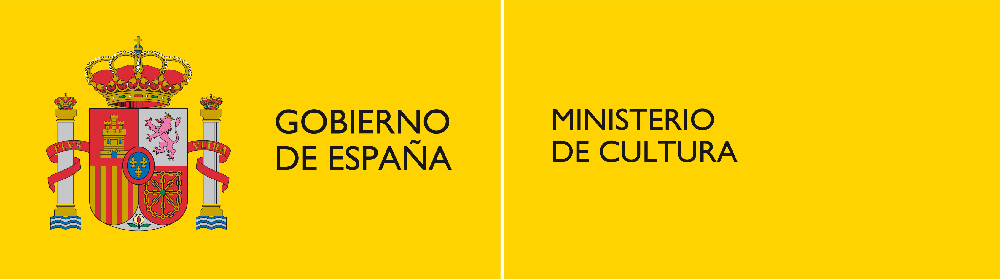 PLVS VLTRA
GOBIERNO
DE ESPAÑA
MINISTERIO
DE CULTURA